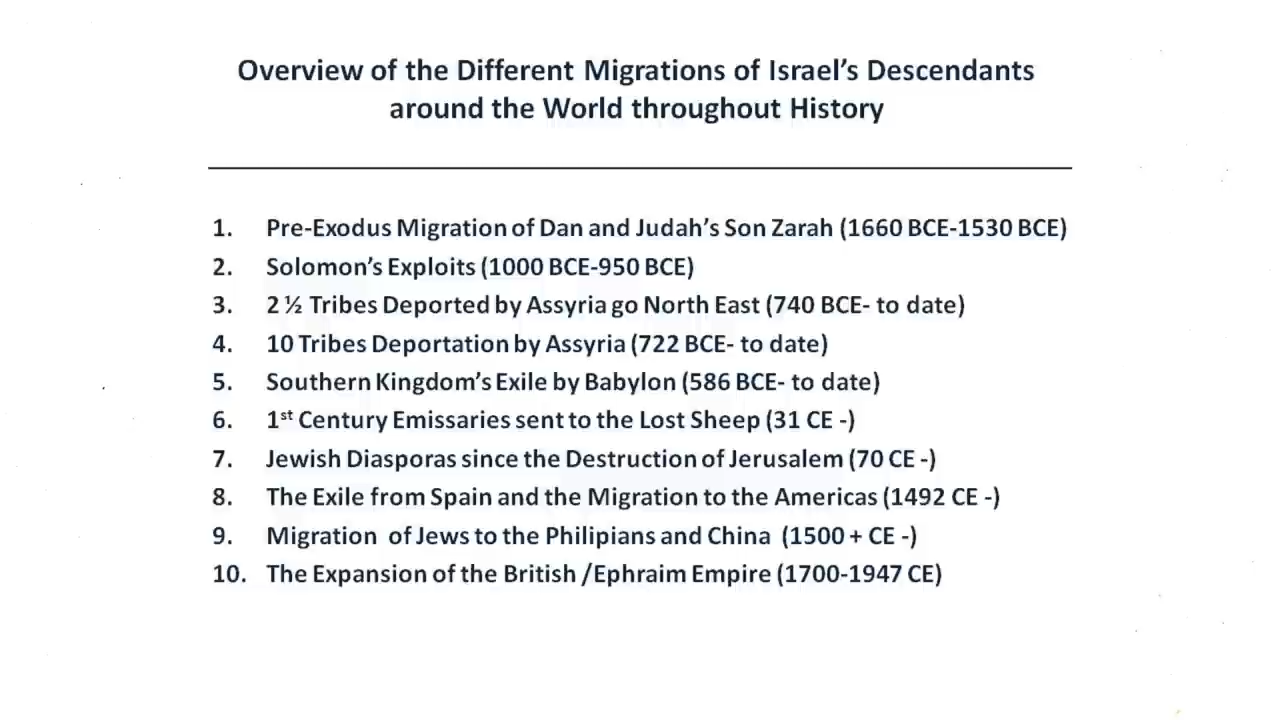 Overview of the Different Migrations of Israel’s Descendants
around the World throughout History
1. Pre-Exodus Migration of Dan and Judah’s Son Zarah (1660 BCE-1530 BCE)
2. Solomon’s Exploits (1000 BCE-950 BCE)
3. 2 ½ Tribes Deported by Assyria go North East (740 BCE- to date)
4. 10 Tribes Deportation by Assyria (722 BCE- to date)
5. Southern Kingdom’s Exile by Babylon (586 BCE- to date)
6. 1st Century Emissaries sent to the Lost Sheep (31 CE -)
7. Jewish Diasporas since the Destruction of Jerusalem (70 CE -)
8. The Exile from Spain and the Migration to the Americas (1492 CE -)
9. Migration of Jews to the Philipians and China (1500 + CE -)
10. The Expansion of the British /Ephraim Empire (1700-1947 CE)